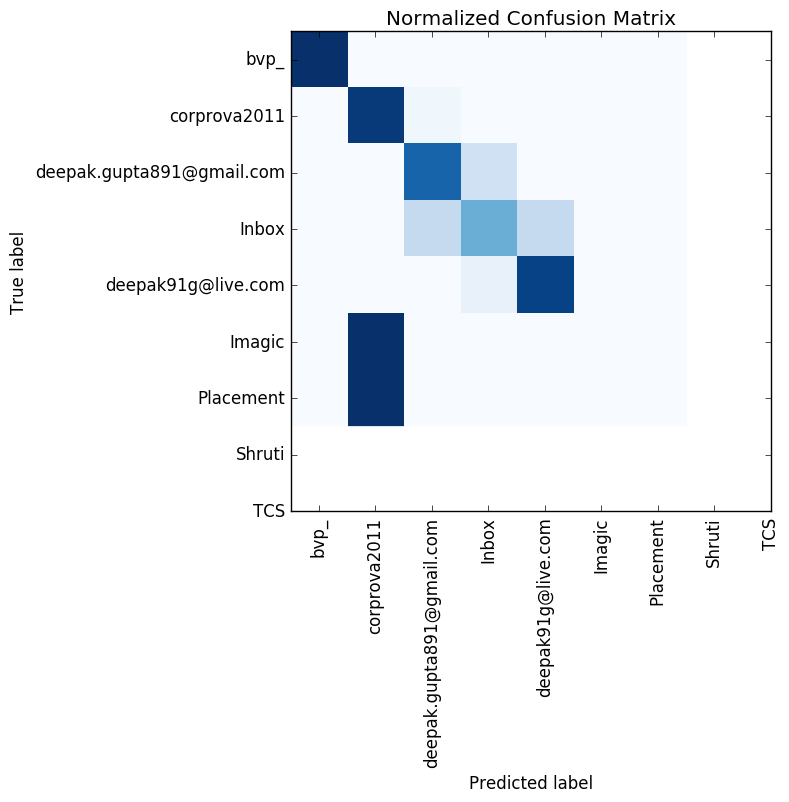 Normalized Confusion Matrix
True label
bvp_
corprova2011
deepak.gupta891@gmail.com
Inbox
deepak91g@live.com
Imagic
Placement
Shruti
TCS
bvp_
corprova2011
deepak.gupta891@gmail.com
Inbox
deepak91g@live.com
Imagic
Placement
Shruti
TCS
Predicted label